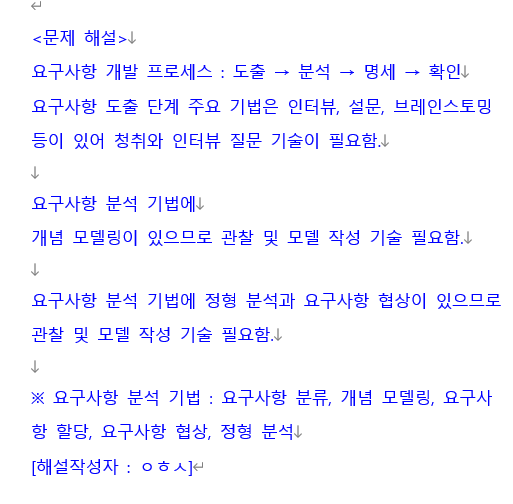 <문제 해설>
요구사항 개발 프로세스 : 도출 → 분석 → 명세 → 확인
요구사항 도출 단계 주요 기법은 인터뷰, 설문, 브레인스토밍
등이 있어 청취와 인터뷰 질문 기술이 필요함.
요구사항 분석 기법에
개념 모델링이 있으므로 관찰 및 모델 작성 기술 필요함.
요구사항 분석 기법에 정형 분석과 요구사항 협상이 있으므로
관찰 및 모델 작성 기술 필요함.
※ 요구사항 분석 기법 : 요구사항 분류, 개념 모델링, 요구사
항 할당, 요구사항 협상, 정형 분석
[해설작성자 : ㅇㅎㅅ]